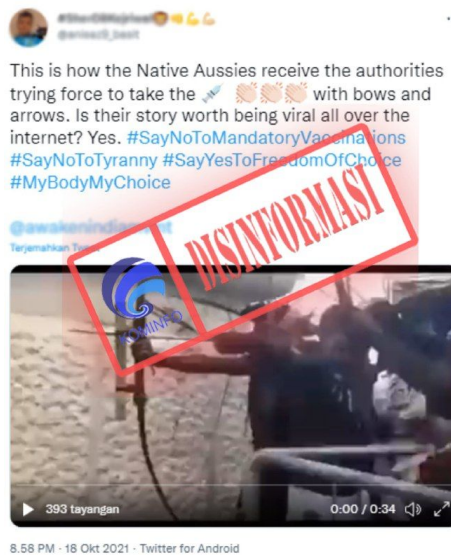 This is how the Native Aussies receive the authorities
trying force to take the 💉 👏🏻👏🏻👏🏻 with bows and
arrows. Is their story worth being viral all over the
internet? Yes. #SayNoToMandatoryVaccinations
#SayNoToTyranny #SayYesToFreedomOfChoice
#MyBodyMyChoice
Terjemahkan
DISINFORMASI
KOMINFO
393 tayangan
0:00 / 0:34
8.58 PM · 18 Okt 2021 · Twitter for Android